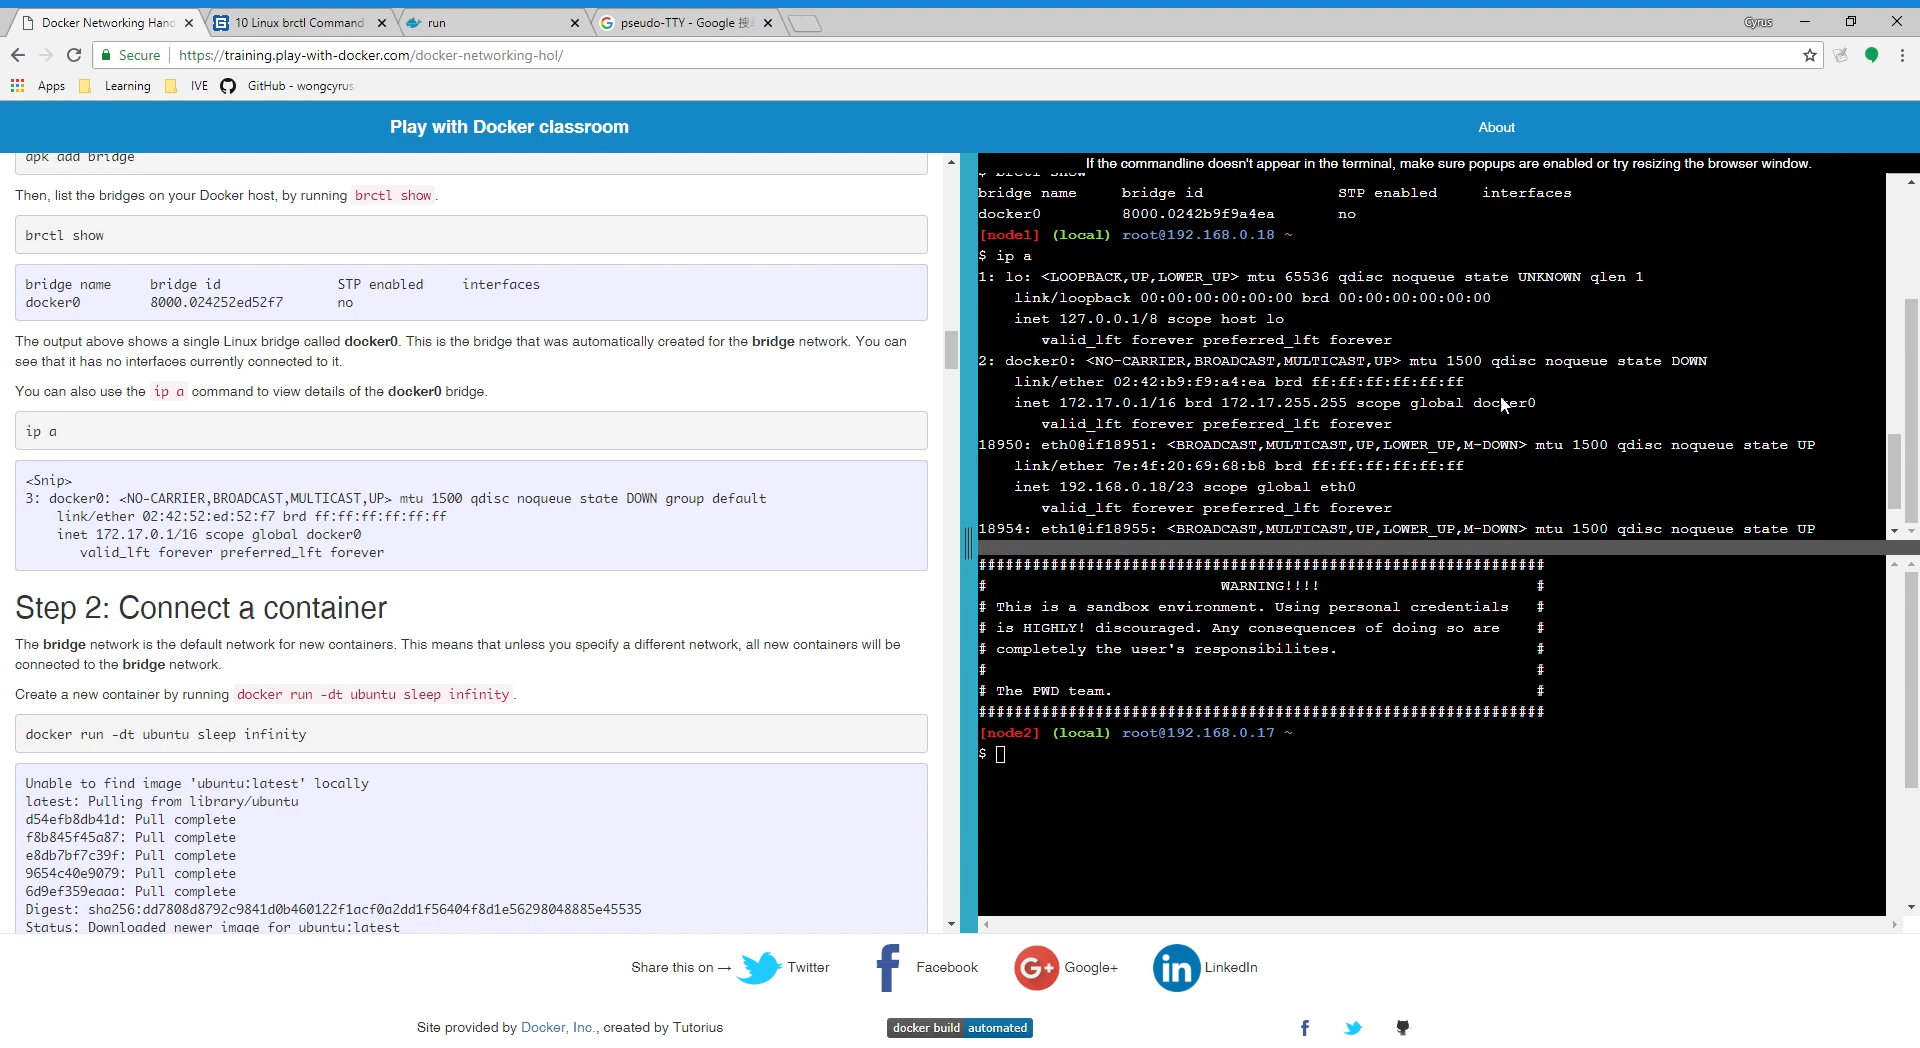 Docker Networking Hand
10 Linux brctl Command
run
pseudo-TTY - Google 搜
Cyrus
Secure
https://training.play-with-docker.com/docker-networking-hol/
Apps
Learning
IVE
GitHub - wongcyrus
Play with Docker classroom
About
apk add bridge
Then, list the bridges on your Docker host, by running brctl show.
brctl show
bridge name     bridge id               STP enabled     interfaces
docker0         8000.024252ed52f7       no
The output above shows a single Linux bridge called docker0. This is the bridge that was automatically created for the bridge network. You can
see that it has no interfaces currently connected to it.
You can also use the ip a command to view details of the docker0 bridge.
ip a
<Snip>
3: docker0: <NO-CARRIER,BROADCAST,MULTICAST,UP> mtu 1500 qdisc noqueue state DOWN group default
link/ether 02:42:52:ed:52:f7 brd ff:ff:ff:ff:ff:ff
inet 172.17.0.1/16 scope global docker0
valid_lft forever preferred_lft forever
Step 2: Connect a container
The bridge network is the default network for new containers. This means that unless you specify a different network, all new containers will be
connected to the bridge network.
Create a new container by running docker run -dt ubuntu sleep infinity.
docker run -dt ubuntu sleep infinity
Unable to find image 'ubuntu:latest' locally
latest: Pulling from library/ubuntu
d54efb8db41d: Pull complete
f8b845f45a87: Pull complete
e8db7bf7c39f: Pull complete
9654c40e9079: Pull complete
6d9ef359eaaa: Pull complete
Digest: sha256:dd7808d8792c9841d0b460122f1acf0a2dd1f56404f8d1e56298048885e45535
Status: Downloaded newer image for ubuntu:latest
If the commandline doesn't appear in the terminal, make sure popups are enabled or try resizing the browser window.
$ brctl show
bridge name     bridge id               STP enabled     interfaces
docker0         8000.0242b9f9a4ea       no
[node1] (local) root@192.168.0.18 ~
$ ip a
1: lo: <LOOPBACK,UP,LOWER_UP> mtu 65536 qdisc noqueue state UNKNOWN qlen 1
link/loopback 00:00:00:00:00:00 brd 00:00:00:00:00:00
inet 127.0.0.1/8 scope host lo
valid_lft forever preferred_lft forever
2: docker0: <NO-CARRIER,BROADCAST,MULTICAST,UP> mtu 1500 qdisc noqueue state DOWN
link/ether 02:42:b9:f9:a4:ea brd ff:ff:ff:ff:ff:ff
inet 172.17.0.1/16 brd 172.17.255.255 scope global docker0
valid_lft forever preferred_lft forever
18950: eth0@if18951: <BROADCAST,MULTICAST,UP,LOWER_UP,M-DOWN> mtu 1500 qdisc noqueue state UP
link/ether 7e:4f:20:69:68:b8 brd ff:ff:ff:ff:ff:ff
inet 192.168.0.18/23 scope global eth0
valid_lft forever preferred_lft forever
18954: eth1@if18955: <BROADCAST,MULTICAST,UP,LOWER_UP,M-DOWN> mtu 1500 qdisc noqueue state UP
###############################################################
#                          WARNING!!!!                        #
# This is a sandbox environment. Using personal credentials   #
# is HIGHLY! discouraged. Any consequences of doing so are    #
# completely the user's responsibilites.                      #
#                                                             #
# The PWD team.                                               #
###############################################################
[node2] (local) root@192.168.0.17 ~
$
Share this on → Twitter Facebook Google+ LinkedIn
Site provided by Docker, Inc., created by Tutorius
docker build automated